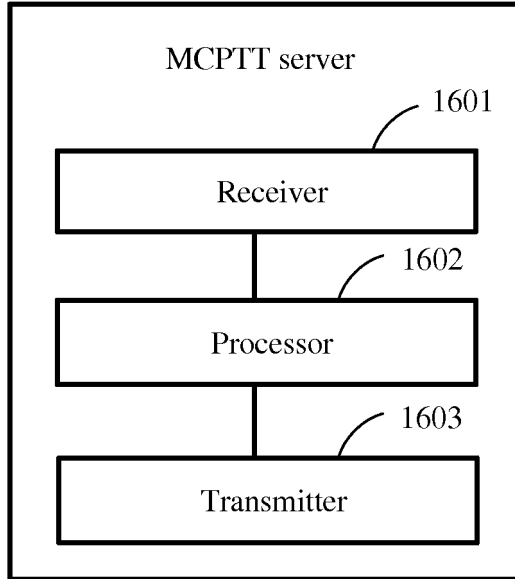 MCPTT server
1601
Receiver
1602
Processor
1603
Transmitter